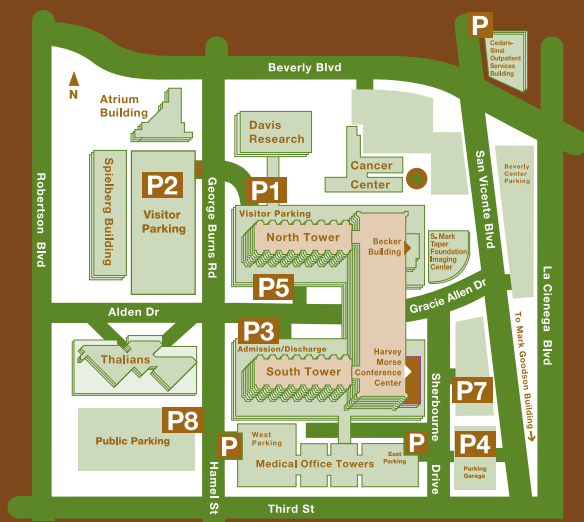 P
Cedars-
Sinai
Outpatient
Services
Building
Beverly Blvd
N
Atrium
Building
Davis
Research
Cancer
Center
Beverly
Center
Parking
San Vicente Blvd
Spielberg Building
P2
Visitor
Parking
P1
Visitor Parking
North Tower
Becker
Building
S. Mark
Taper
Foundation
Imaging
Center
Robertson Blvd
George Burns Rd
La Cienega Blvd
P5
Gracie Allen Dr
Alden Dr
P3
Admission/Discharge
To Mark Goodson Building
Thalians
South Tower
Harvey
Morse
Conference
Center
Sherbourne Drive
P7
P8
Public Parking
P
West
Parking
Medical Office Towers
P
East
Parking
P4
Parking
Garage
Hamel St
Third St